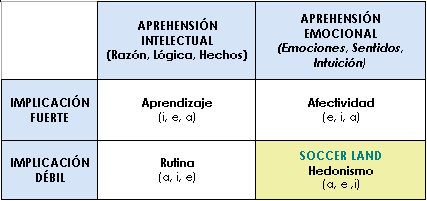 APREHENSIÓN
INTELECTUAL
(Razón, Lógica, Hechos)
APREHENSIÓN
EMOCIONAL
(Emociones, Sentidos,
Intuición)
IMPLICACIÓN
FUERTE
Aprendizaje
(i, e, a)
Afectividad
(e, i, a)
IMPLICACIÓN
DÉBIL
Rutina
(a, i, e)
SOCCER LAND
Hedonismo
(a, e ,i)